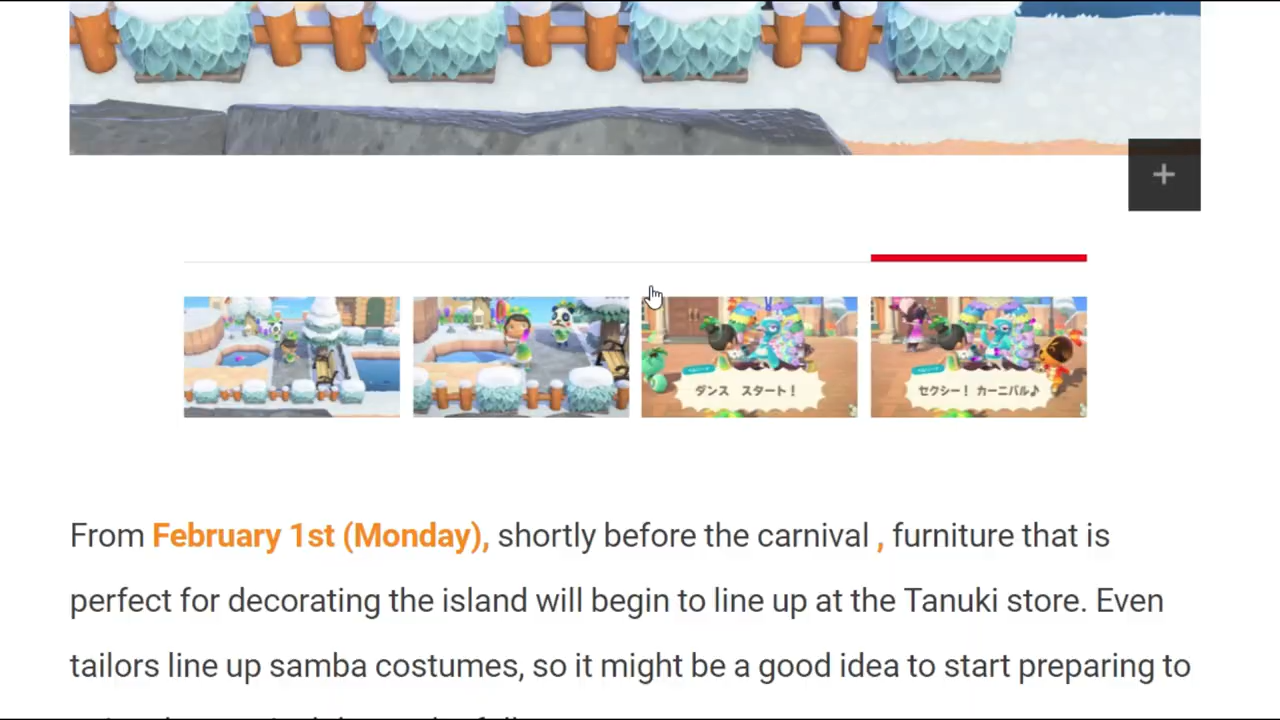 ダンス スタート!
セクシー! カーニバル♪
From February 1st (Monday), shortly before the carnival , furniture that is
perfect for decorating the island will begin to line up at the Tanuki store. Even
tailors line up samba costumes, so it might be a good idea to start preparing to